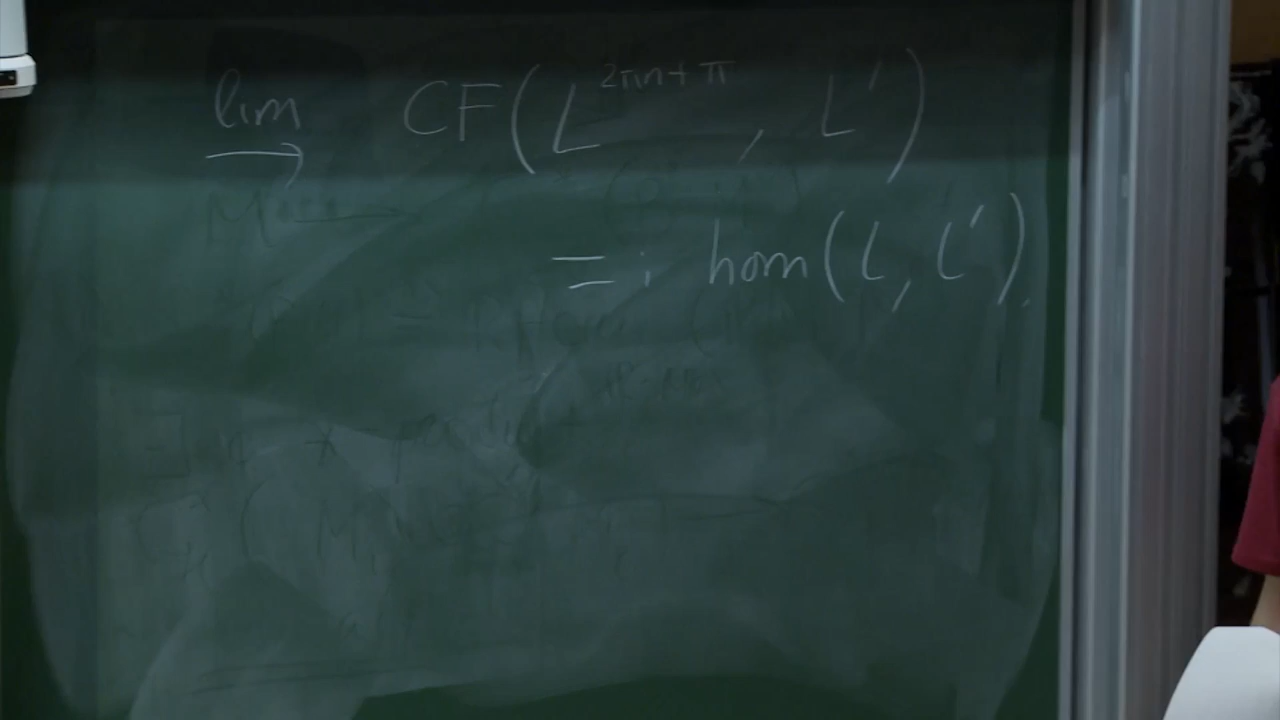 lim CF(L^{2πn+π}, L')
→
=: hom(L, L').